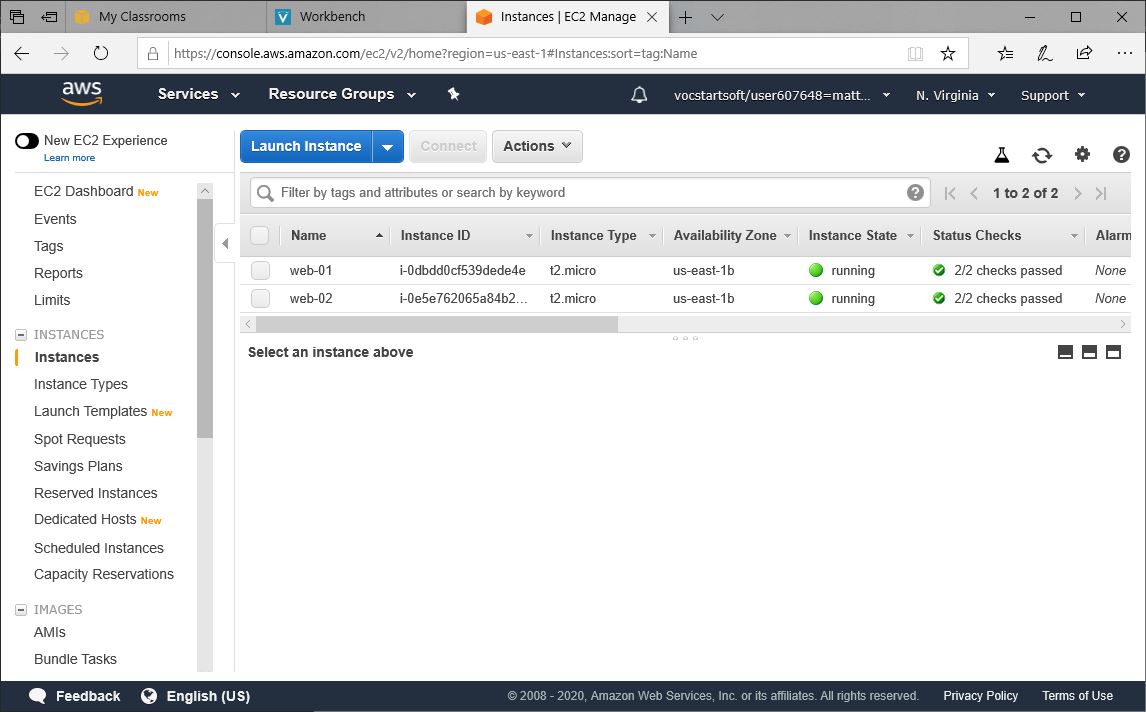 My Classrooms
Workbench
Instances | EC2 Manage
https://console.aws.amazon.com/ec2/v2/home?region=us-east-1#Instances:sort=tag:Name
aws
Services
Resource Groups
vocstartsoft/user607648=matt...
N. Virginia
Support
New EC2 Experience
Learn more
EC2 Dashboard New
Events
Tags
Reports
Limits
INSTANCES
Instances
Instance Types
Launch Templates New
Spot Requests
Savings Plans
Reserved Instances
Dedicated Hosts New
Scheduled Instances
Capacity Reservations
IMAGES
AMIs
Bundle Tasks
Launch Instance
Connect
Actions
Filter by tags and attributes or search by keyword
1 to 2 of 2
Name Instance ID Instance Type Availability Zone Instance State Status Checks Alarm
web-01 i-0dbdd0cf539dede4e t2.micro us-east-1b running 2/2 checks passed None
web-02 i-0e5e762065a84b2... t2.micro us-east-1b running 2/2 checks passed None
Select an instance above
Feedback
English (US)
© 2008 - 2020, Amazon Web Services, Inc. or its affiliates. All rights reserved.
Privacy Policy
Terms of Use